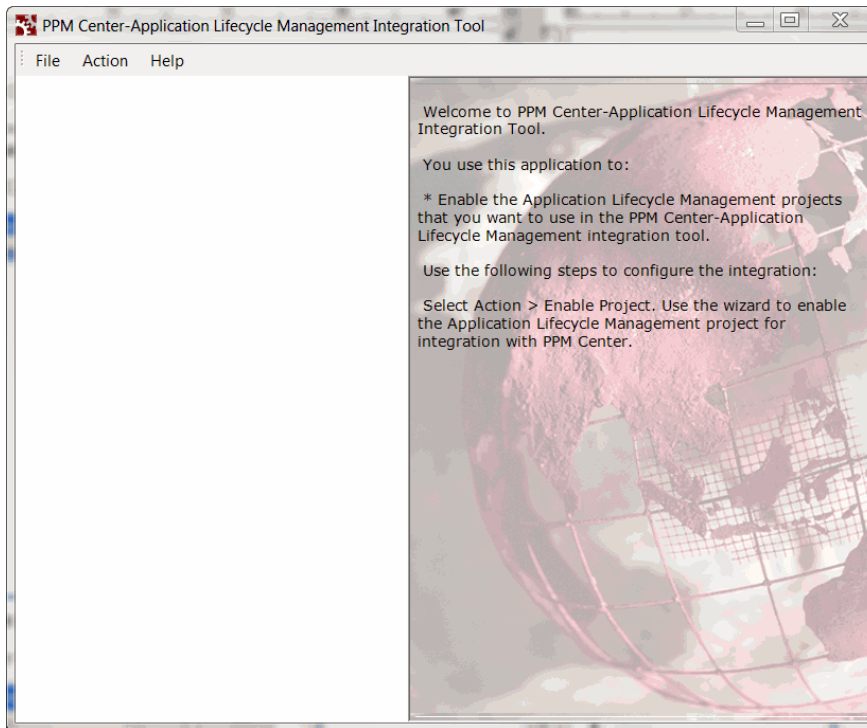 PPM Center-Application Lifecycle Management Integration Tool
File Action Help
Welcome to PPM Center-Application Lifecycle Management
Integration Tool.
You use this application to:
* Enable the Application Lifecycle Management projects
that you want to use in the PPM Center-Application
Lifecycle Management integration tool.
Use the following steps to configure the integration:
Select Action > Enable Project. Use the wizard to enable
the Application Lifecycle Management project for
integration with PPM Center.